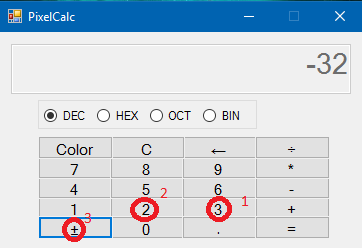 PixelCalc
-32
DEC HEX OCT BIN
Color C ← ÷
7 8 9 *
4 5 6 -
2 1
1 2 3 +
3
± 0 . =